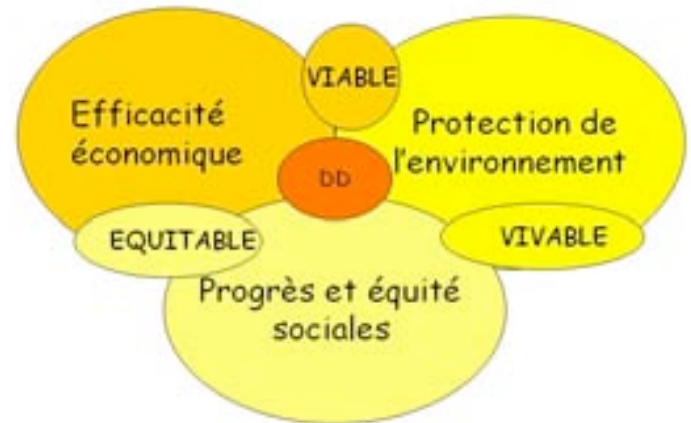 VIABLE
Efficacité
économique
Protection de
l'environnement
DD
EQUITABLE
VIVABLE
Progrès et équité
sociales